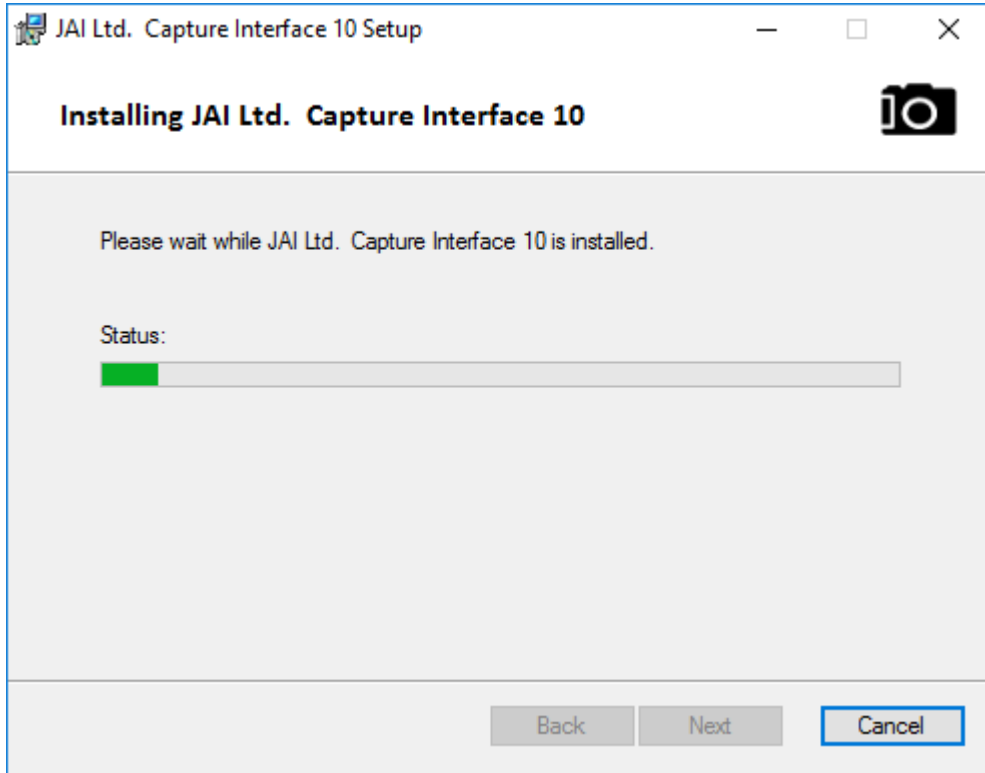 JAI Ltd.  Capture Interface 10 Setup
Installing JAI Ltd.  Capture Interface 10
Please wait while JAI Ltd.  Capture Interface 10 is installed.
Status:
Back Next Cancel